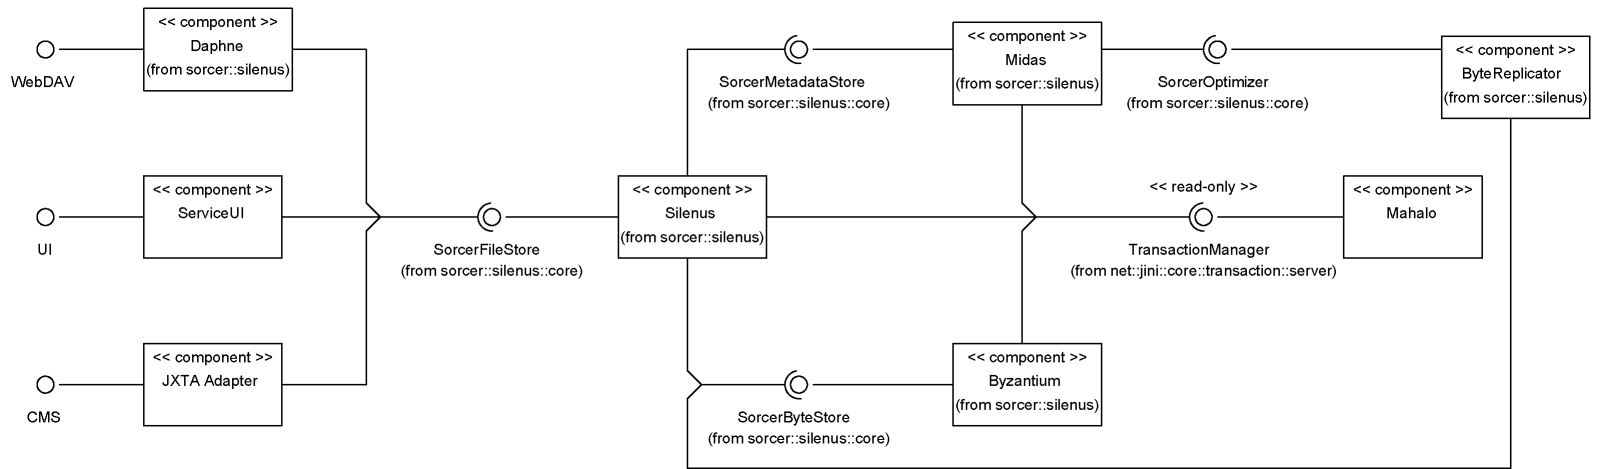 << component >>
Daphne
(from sorcer::silenus)
WebDAV
<< component >>
ServiceUI
UI
<< component >>
JXTA Adapter
CMS
SorcerFileStore
(from sorcer::silenus::core)
<< component >>
Silenus
(from sorcer::silenus)
SorcerMetadataStore
(from sorcer::silenus::core)
<< component >>
Midas
(from sorcer::silenus)
SorcerOptimizer
(from sorcer::silenus::core)
<< component >>
ByteReplicator
(from sorcer::silenus)
<< read-only >>
TransactionManager
(from net::jini::core::transaction::server)
<< component >>
Mahalo
SorcerByteStore
(from sorcer::silenus::core)
<< component >>
Byzantium
(from sorcer::silenus)